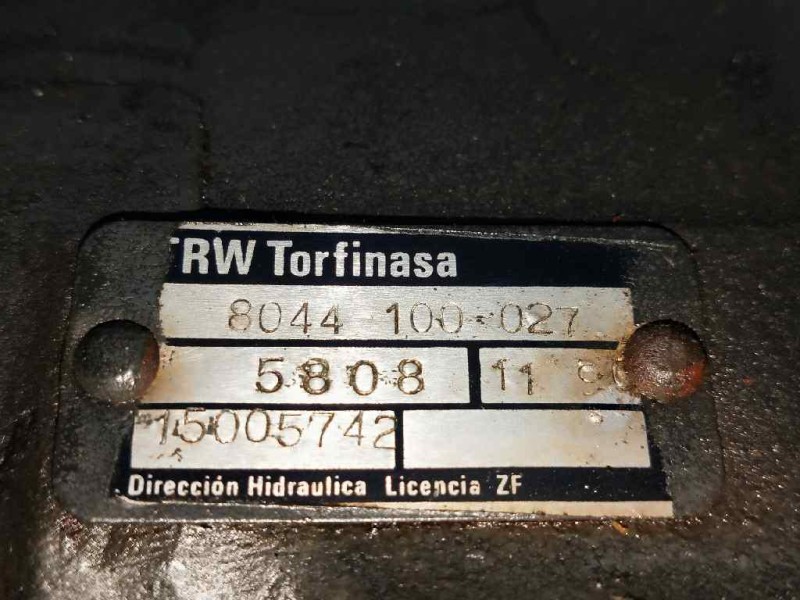 TRW Torfinasa
8044 100-027
5808 11
15005742
Dirección Hidraulica Licencia ZF